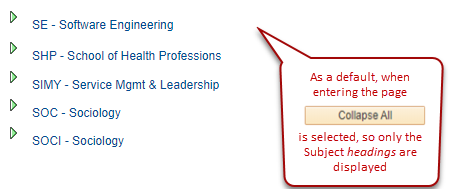 SE - Software Engineering
SHP - School of Health Professions
SIMY - Service Mgmt & Leadership
SOC - Sociology
SOCI - Sociology
As a default, when
entering the page
Collapse All
is selected, so only the
Subject headings are
displayed